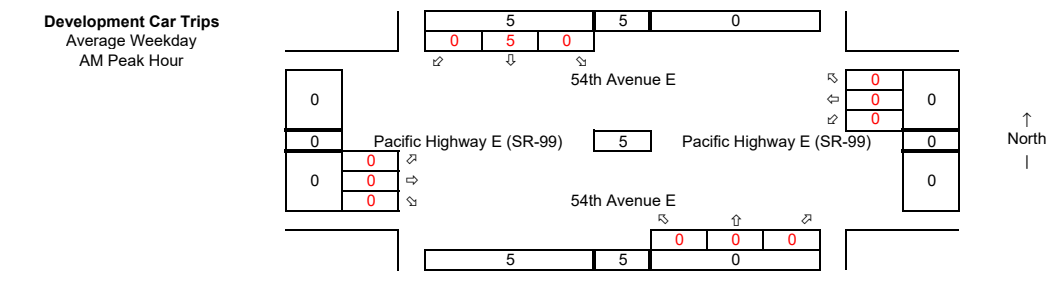 Development Car Trips
Average Weekday
AM Peak Hour
5 5 0
0 5 0
⬃ ⇩ ⬂
54th Avenue E
0
⬁ 0
⇦ 0 0
⬃ 0
0 Pacific Highway E (SR-99) 5 Pacific Highway E (SR-99) 0
↑
North
|
0 ⬀
0 0 ⇨ 0
0 ⬂
54th Avenue E
⬁ ⇧ ⬀
0 0 0
5 5 0